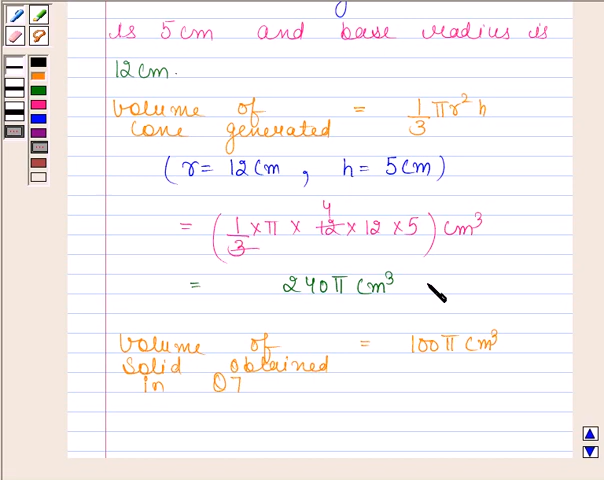 is 5cm and base radius is
12cm.
Volume of = 1/3 πr² h
Cone generated
(r = 12cm , h = 5cm)
= (1/3 × π × 12 4 × 12 × 5) cm³
= 240π cm³
Volume of = 100π cm³
Solid obtained
in Q7